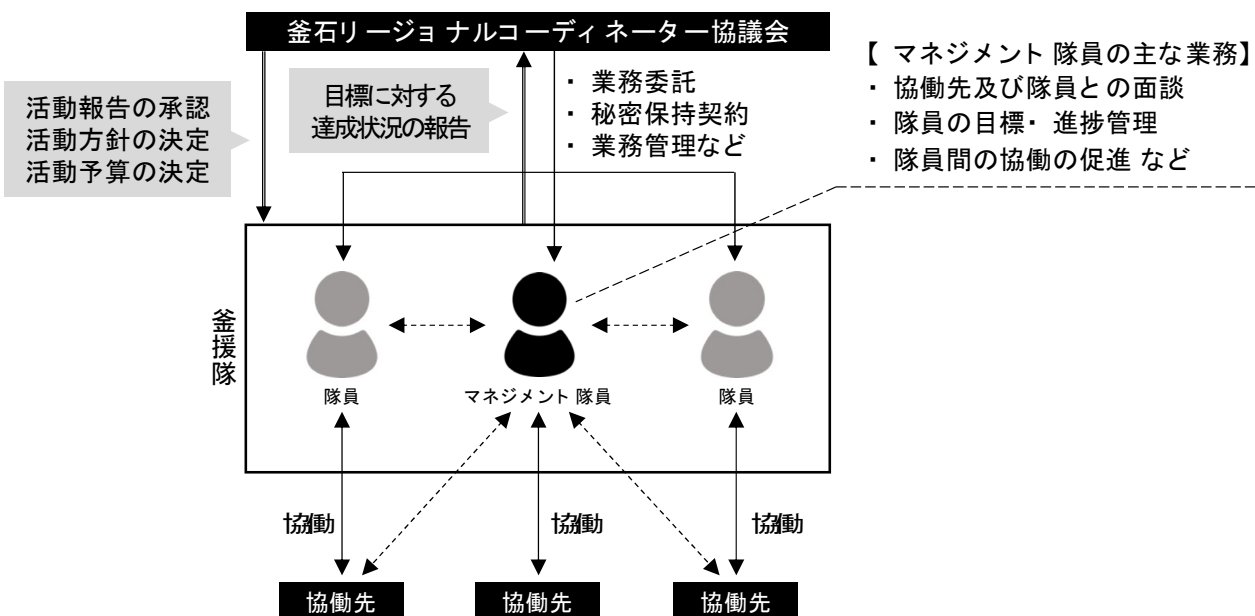 釜石リージョナルコーディネーター協議会
活動報告の承認
活動方針の決定
活動予算の決定
目標に対する
達成状況の報告
・業務委託
・秘密保持契約
・業務管理など
【マネジメント隊員の主な業務】
・協働先及び隊員との面談
・隊員の目標・進捗管理
・隊員間の協働の促進 など
釜援隊
隊員
マネジメント隊員
隊員
協働
協働
協働
協働先
協働先
協働先